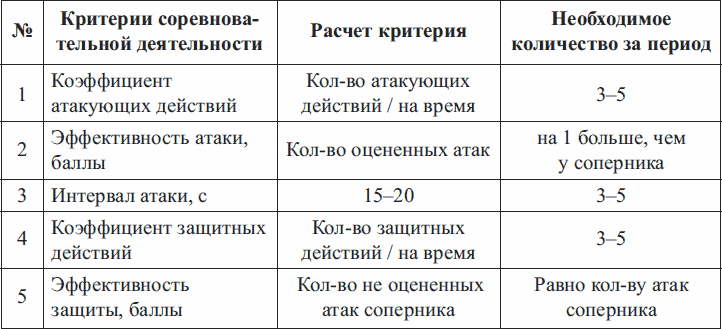 №
Критерии соревнова-
тельной деятельности
Расчет критерия
Необходимое
количество за период
1
Коэффициент
атакующих действий
Кол-во атакующих
действий / на время
3–5
2
Эффективность атаки,
баллы
Кол-во оцененных атак
на 1 больше, чем
у соперника
3
Интервал атаки, с
15–20
3–5
4
Коэффициент защитных
действий
Кол-во защитных
действий / на время
3–5
5
Эффективность
защиты, баллы
Кол-во не оцененных
атак соперника
Равно кол-ву атак
соперника